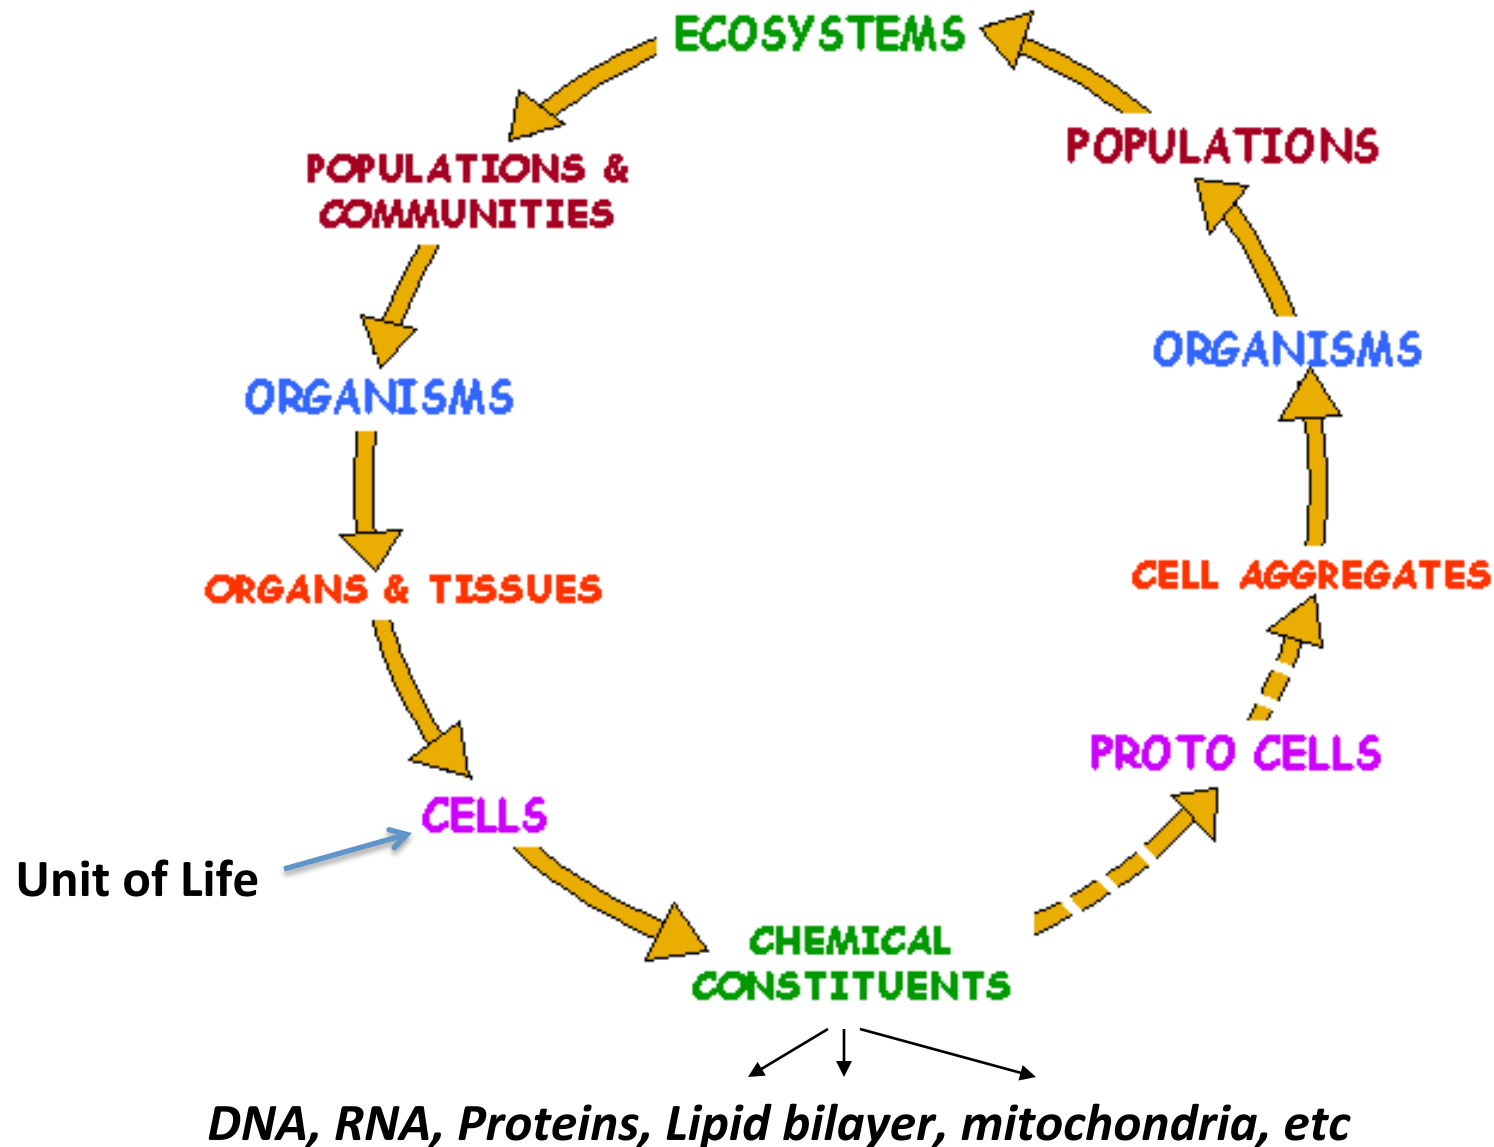 ECOSYSTEMS
POPULATIONS
POPULATIONS &
COMMUNITIES
ORGANISMS
ORGANISMS
CELL AGGREGATES
ORGANS & TISSUES
PROTO CELLS
CELLS
Unit of Life
CHEMICAL
CONSTITUENTS
DNA, RNA, Proteins, Lipid bilayer, mitochondria, etc